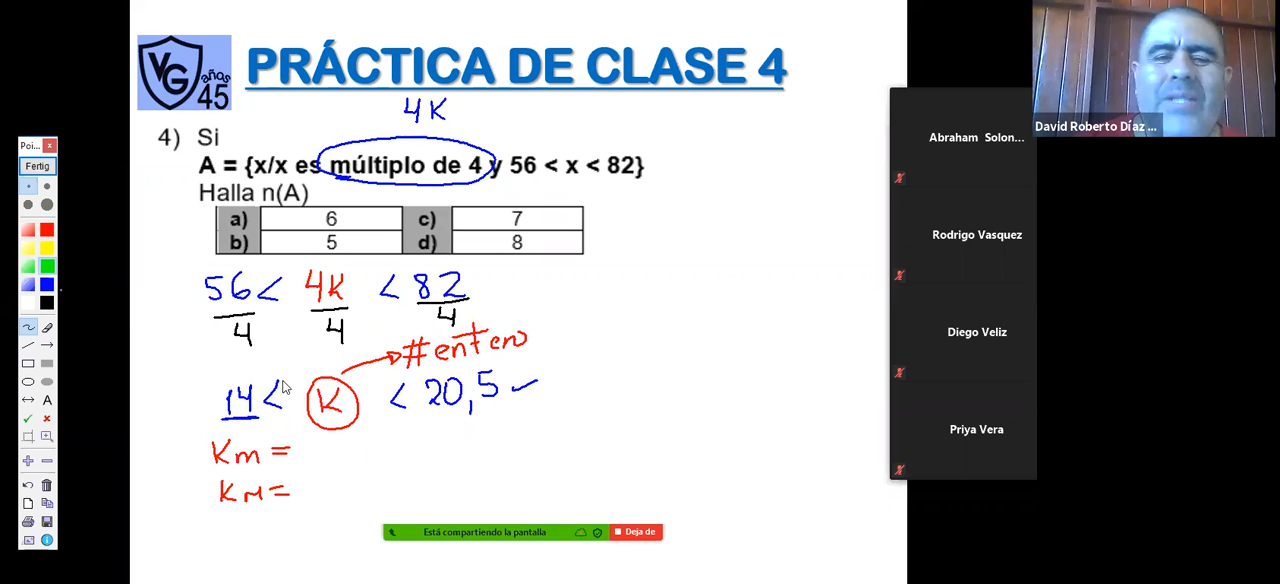 VG
años
45
PRÁCTICA DE CLASE 4
4K
4) Si
A = {x/x es múltiplo de 4 y 56 < x < 82}
Halla n(A)
a) 6 c) 7
b) 5 d) 8
56 < 4K < 82
4 4 4
#entero
14 < K < 20,5
Km =
KM =
Poi...
Fertig
A
Está compartiendo la pantalla
Deja de
David Roberto Díaz ...
Abraham Solon...
Rodrigo Vasquez
Diego Veliz
Priya Vera